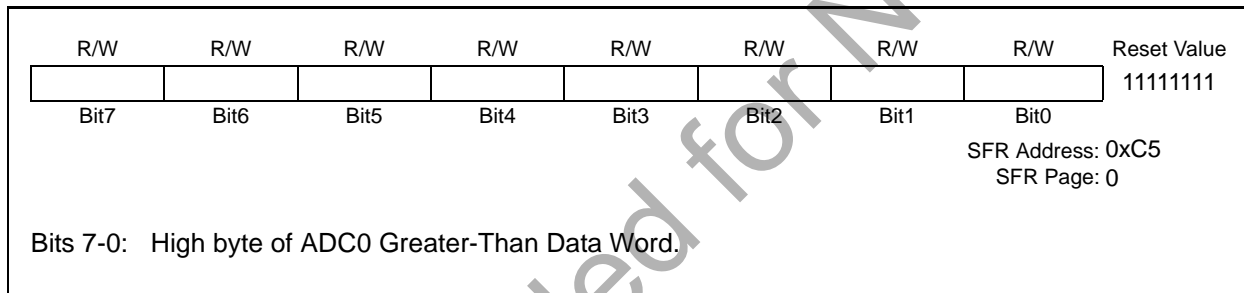 R/W R/W R/W R/W R/W R/W R/W R/W Reset Value
11111111
Bit7 Bit6 Bit5 Bit4 Bit3 Bit2 Bit1 Bit0
SFR Address: 0xC5
SFR Page: 0
Bits 7-0: High byte of ADC0 Greater-Than Data Word.
for N